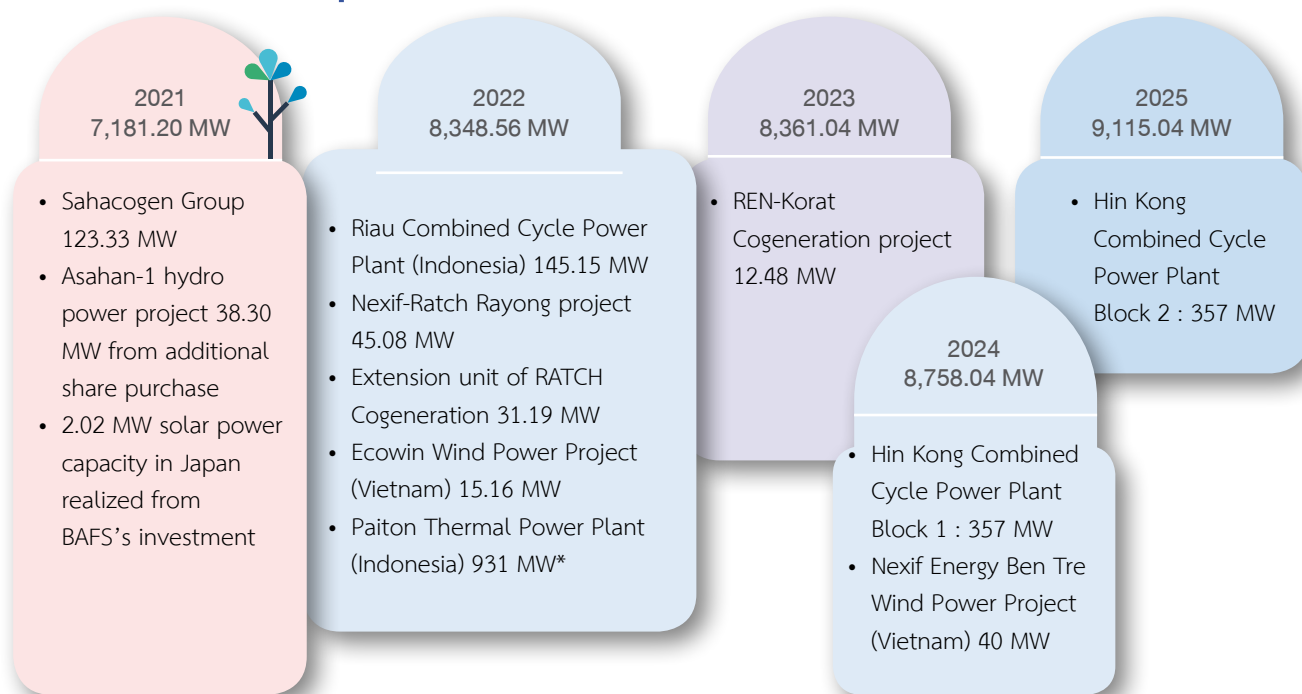 2021
7,181.20 MW
• Sahacogen Group
123.33 MW
• Asahan-1 hydro
power project 38.30
MW from additional
share purchase
• 2.02 MW solar power
capacity in Japan
realized from
BAFS’s investment
2022
8,348.56 MW
• Riau Combined Cycle Power
Plant (Indonesia) 145.15 MW
• Nexif-Ratch Rayong project
45.08 MW
• Extension unit of RATCH
Cogeneration 31.19 MW
• Ecowin Wind Power Project
(Vietnam) 15.16 MW
• Paiton Thermal Power Plant
(Indonesia) 931 MW*
2023
8,361.04 MW
• REN-Korat
Cogeneration project
12.48 MW
2024
8,758.04 MW
• Hin Kong Combined
Cycle Power Plant
Block 1 : 357 MW
• Nexif Energy Ben Tre
Wind Power Project
(Vietnam) 40 MW
2025
9,115.04 MW
• Hin Kong
Combined Cycle
Power Plant
Block 2 : 357 MW